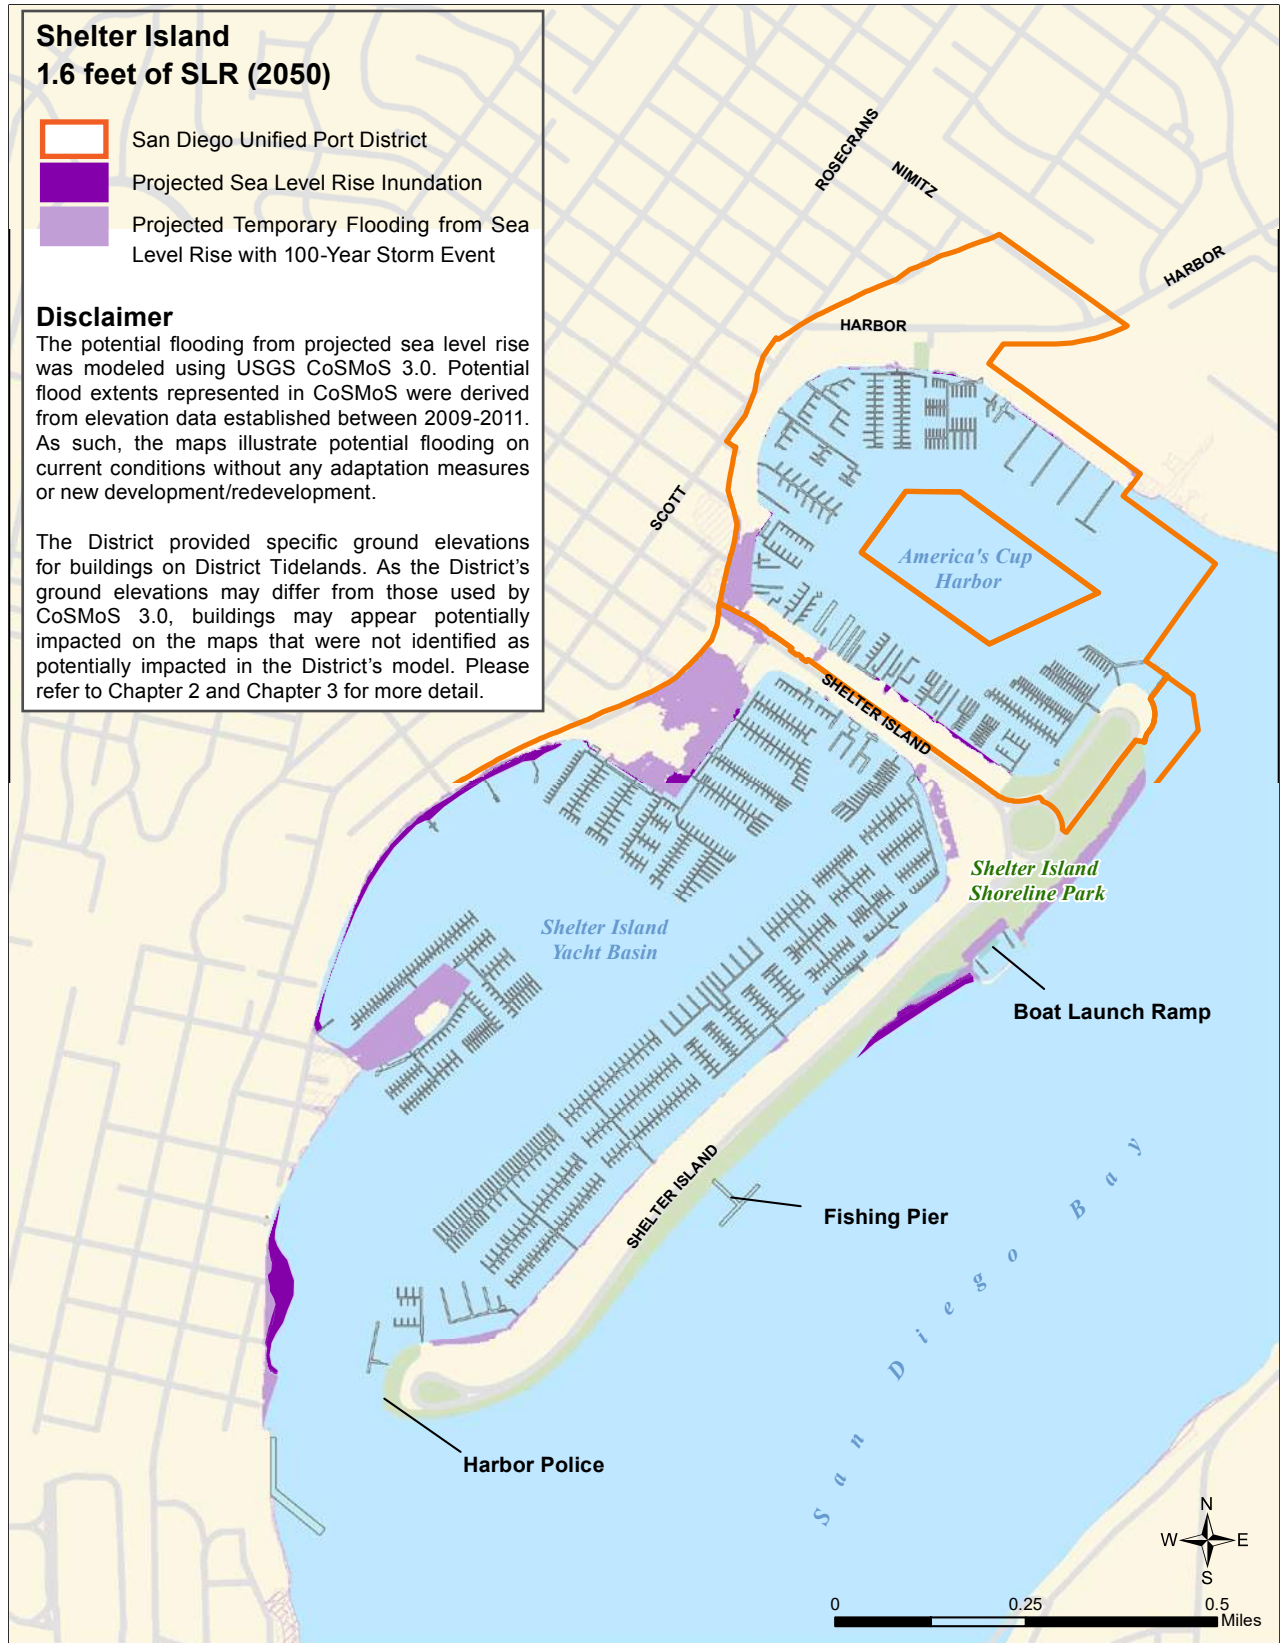 Shelter Island
1.6 feet of SLR (2050)
San Diego Unified Port District
Projected Sea Level Rise Inundation
Projected Temporary Flooding from Sea
Level Rise with 100-Year Storm Event
Disclaimer
The potential flooding from projected sea level rise
was modeled using USGS CoSMoS 3.0. Potential
flood extents represented in CoSMoS were derived
from elevation data established between 2009-2011.
As such, the maps illustrate potential flooding on
current conditions without any adaptation measures
or new development/redevelopment.
The District provided specific ground elevations
for buildings on District Tidelands. As the District’s
ground elevations may differ from those used by
CoSMoS 3.0, buildings may appear potentially
impacted on the maps that were not identified as
potentially impacted in the District’s model. Please
refer to Chapter 2 and Chapter 3 for more detail.
ROSECRANS
NIMITZ
HARBOR
HARBOR
SCOTT
America's Cup
Harbor
SHELTER ISLAND
Shelter Island
Shoreline Park
Shelter Island
Yacht Basin
Boat Launch Ramp
SHELTER ISLAND
Fishing Pier
San Diego Bay
Harbor Police
N
W E
S
0 0.25 0.5
Miles